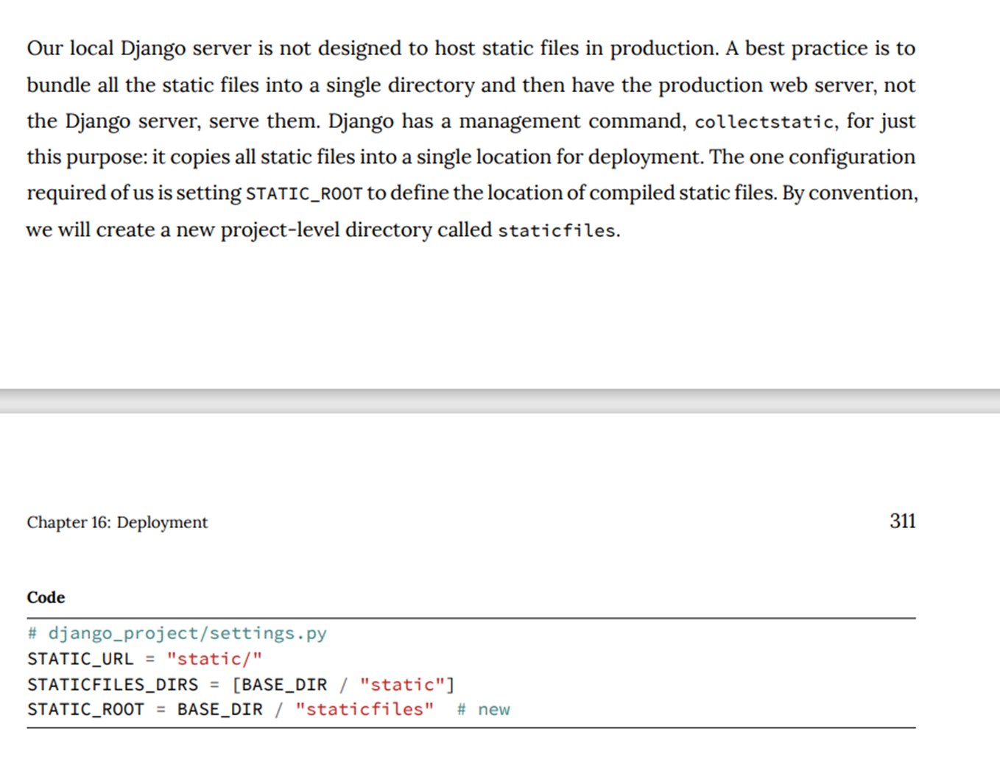 Our local Django server is not designed to host static files in production. A best practice is to
bundle all the static files into a single directory and then have the production web server, not
the Django server, serve them. Django has a management command, collectstatic, for just
this purpose: it copies all static files into a single location for deployment. The one configuration
required of us is setting STATIC_ROOT to define the location of compiled static files. By convention,
we will create a new project-level directory called staticfiles.
Chapter 16: Deployment 311
Code
# django_project/settings.py
STATIC_URL = "static/"
STATICFILES_DIRS = [BASE_DIR / "static"]
STATIC_ROOT = BASE_DIR / "staticfiles"  # new